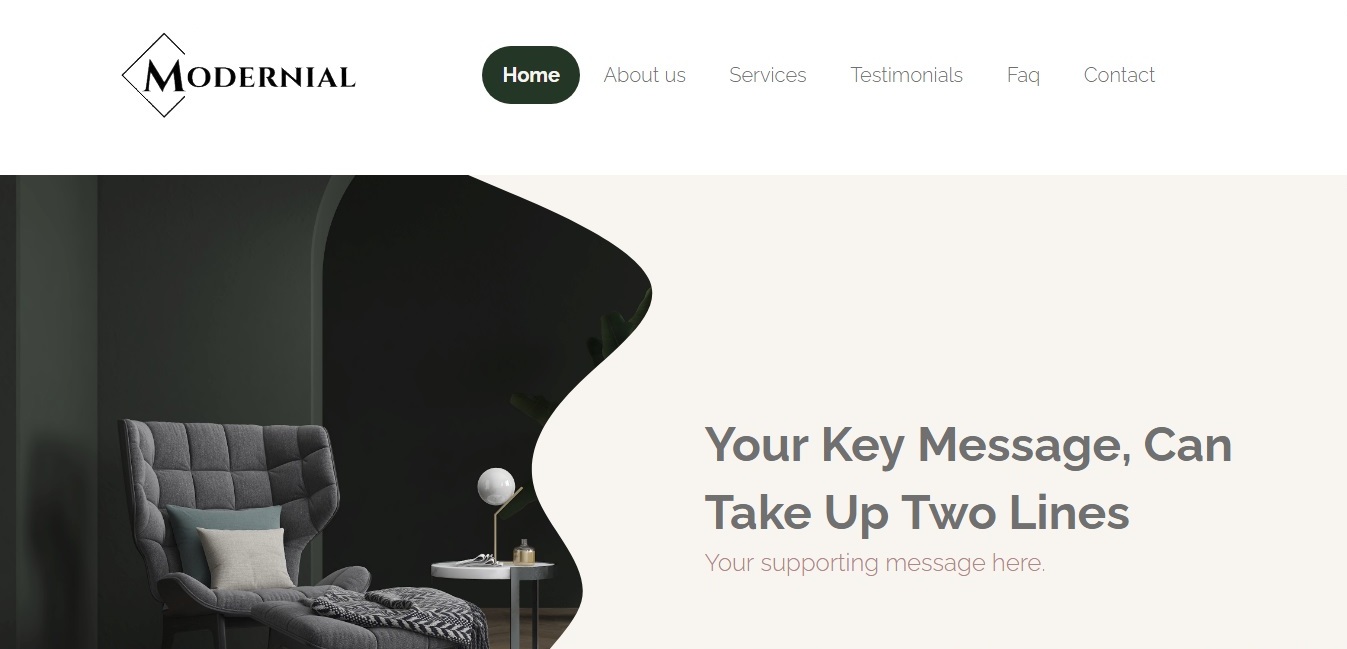 MODERNIAL
Home About us Services Testimonials Faq Contact
Your Key Message, Can
Take Up Two Lines
Your supporting message here.